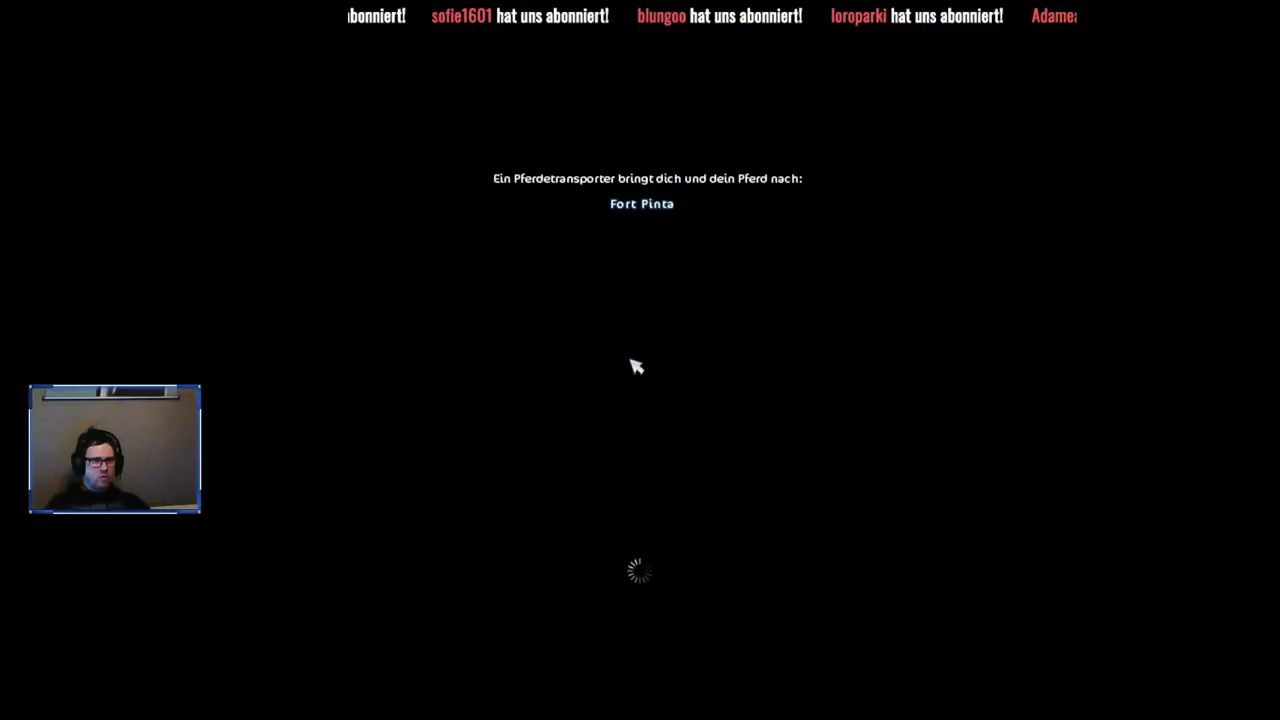 bonniert! sofie1601 hat uns abonniert! blungoo hat uns abonniert! loroparki hat uns abonniert! Adame
Ein Pferdetransporter bringt dich und dein Pferd nach:
Fort Pinta